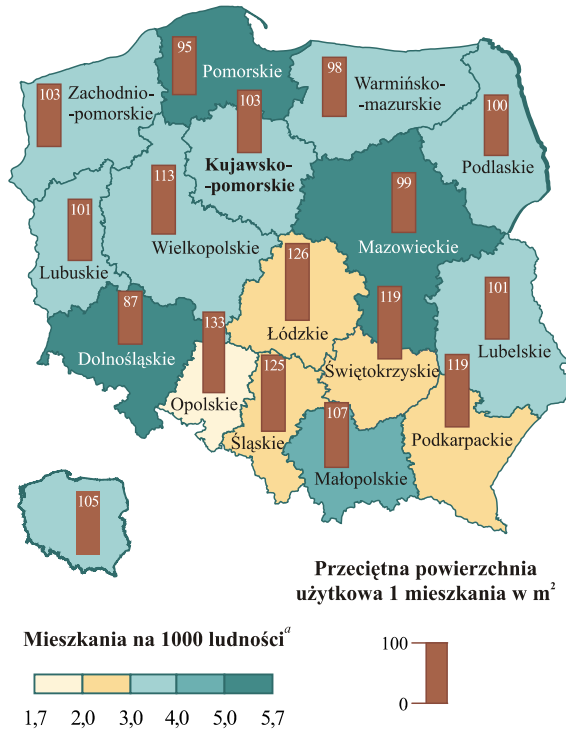 95
Pomorskie
98
Warmińsko-
-mazurskie
103
Zachodnio-
-pomorskie
103
Kujawsko-
-pomorskie
100
Podlaskie
113
Wielkopolskie
99
Mazowieckie
101
Lubuskie
126
Łódzkie
101
Lubelskie
87
Dolnośląskie
133
Opolskie
119
Świętokrzyskie
125
Śląskie
107
Małopolskie
119
Podkarpackie
105
Przeciętna powierzchnia
użytkowa 1 mieszkania w m²
Mieszkania na 1000 ludnościᵃ
1,7 2,0 3,0 4,0 5,0 5,7
100
0